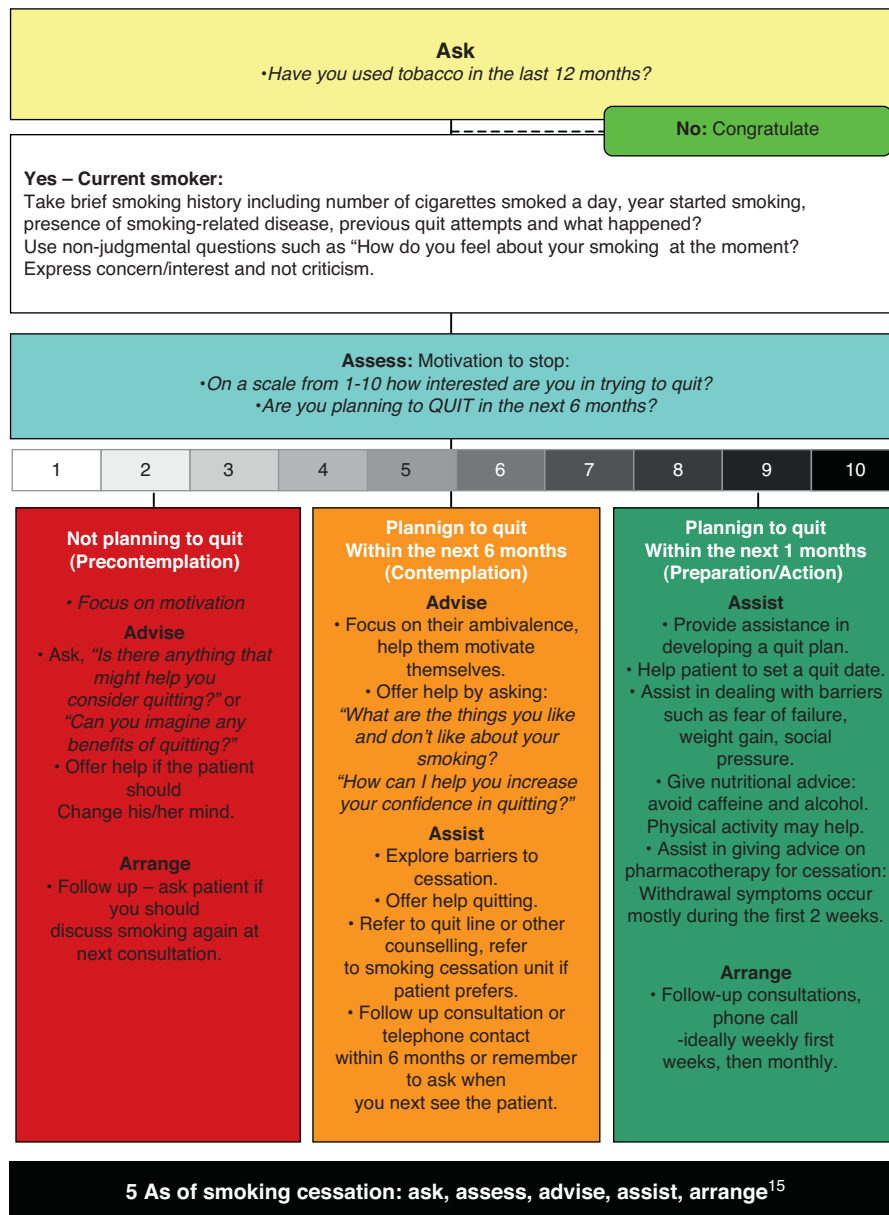 Ask
•Have you used tobacco in the last 12 months?
No: Congratulate
Yes – Current smoker:
Take brief smoking history including number of cigarettes smoked a day, year started smoking,
presence of smoking-related disease, previous quit attempts and what happened?
Use non-judgmental questions such as “How do you feel about your smoking at the moment?
Express concern/interest and not criticism.
Assess: Motivation to stop:
•On a scale from 1-10 how interested are you in trying to quit?
•Are you planning to QUIT in the next 6 months?
1 2 3 4 5 6 7 8 9 10
Not planning to quit
(Precontemplation)
• Focus on motivation
Advise
• Ask, “Is there anything that
might help you
consider quitting?” or
“Can you imagine any
benefits of quitting?”
• Offer help if the patient
should
Change his/her mind.
Arrange
• Follow up – ask patient if
you should
discuss smoking again at
next consultation.
Plannign to quit
Within the next 6 months
(Contemplation)
Advise
• Focus on their ambivalence,
help them motivate
themselves.
• Offer help by asking:
“What are the things you like
and don’t like about your
smoking?
“How can I help you increase
your confidence in quitting?”
Assist
• Explore barriers to
cessation.
• Offer help quitting.
• Refer to quit line or other
counselling, refer
to smoking cessation unit if
patient prefers.
• Follow up consultation or
telephone contact
within 6 months or remember
to ask when
you next see the patient.
Plannign to quit
Within the next 1 months
(Preparation/Action)
Assist
• Provide assistance in
developing a quit plan.
• Help patient to set a quit date.
• Assist in dealing with barriers
such as fear of failure,
weight gain, social
pressure.
• Give nutritional advice:
avoid caffeine and alcohol.
Physical activity may help.
• Assist in giving advice on
pharmacotherapy for cessation:
Withdrawal symptoms occur
mostly during the first 2 weeks.
Arrange
• Follow-up consultations,
phone call
-ideally weekly first
weeks, then monthly.
5 As of smoking cessation: ask, assess, advise, assist, arrange15